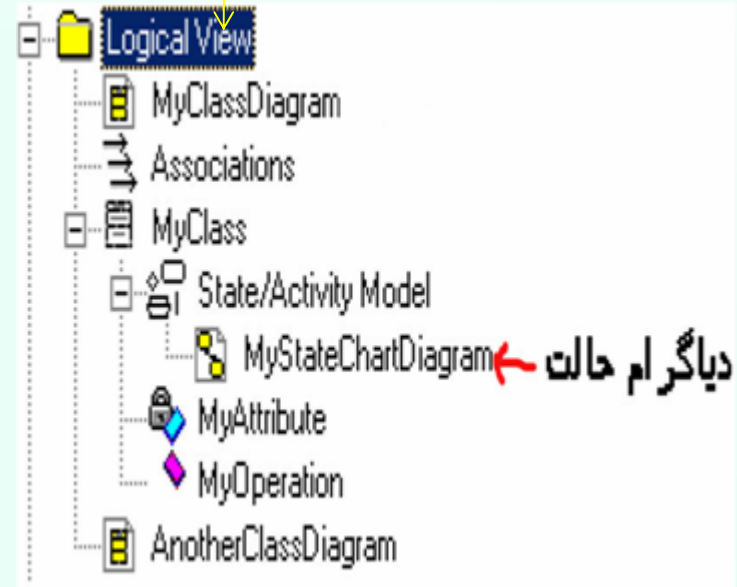 Logical View
MyClassDiagram
Associations
MyClass
State/Activity Model
MyStateChartDiagram دیاگرام حالت
MyAttribute
MyOperation
AnotherClassDiagram